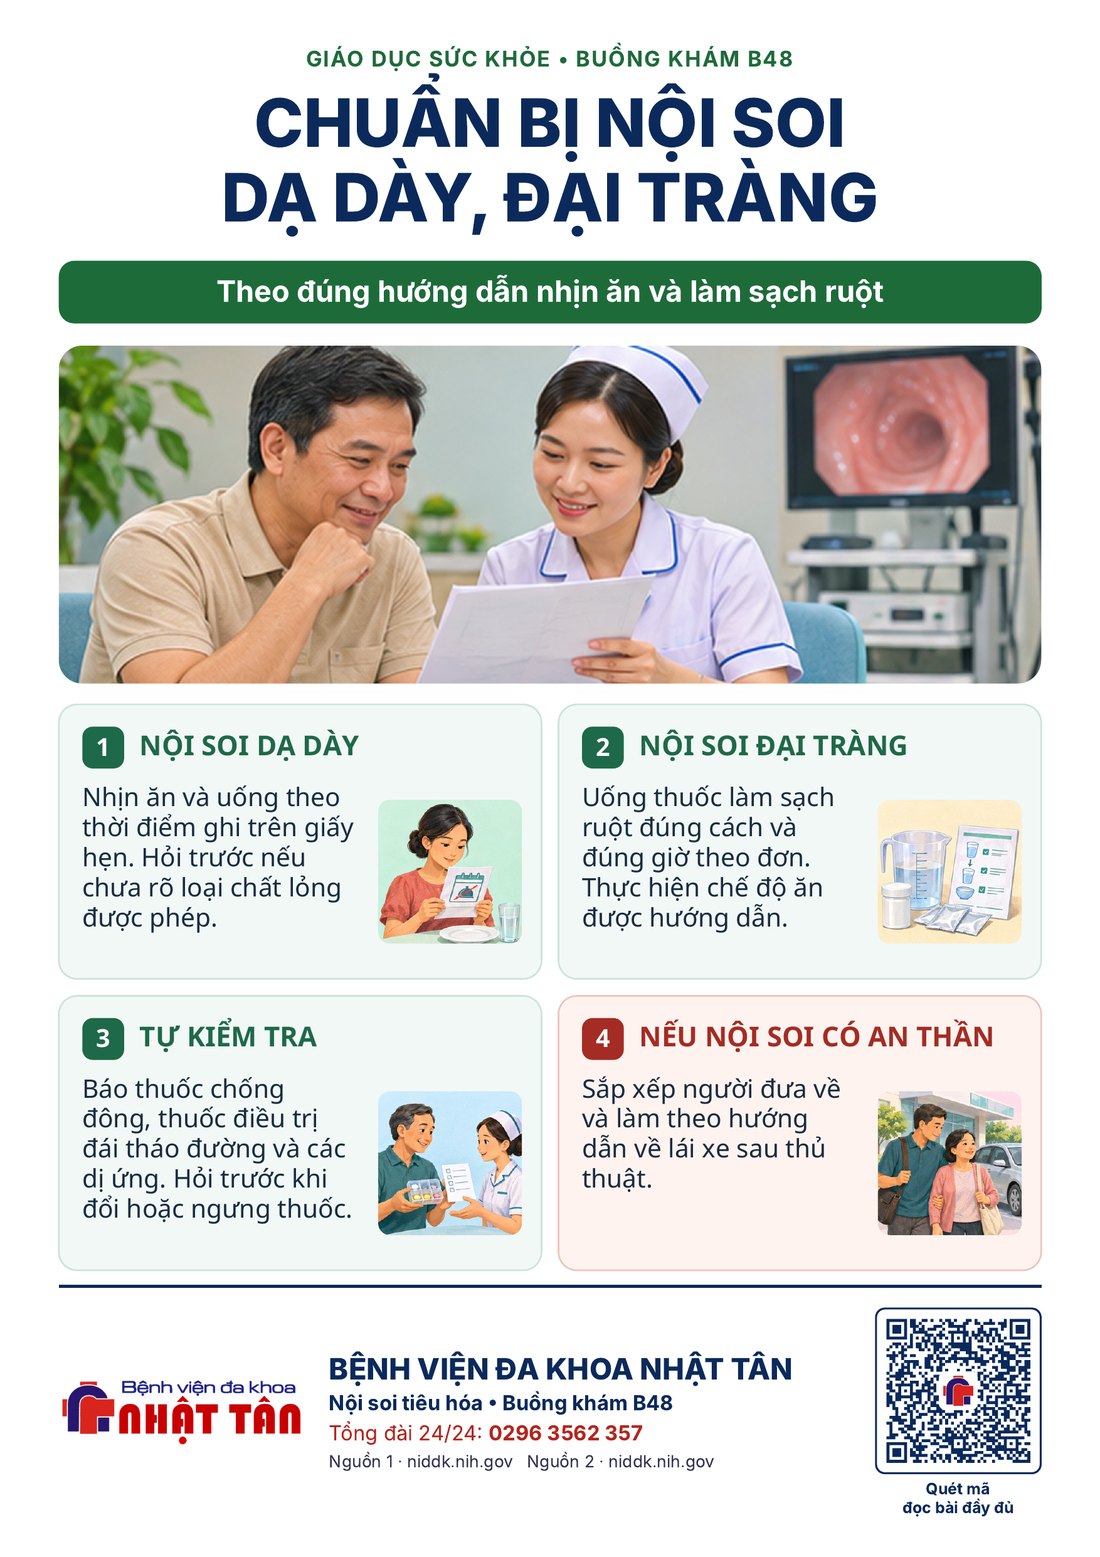 GIÁO DỤC SỨC KHỎE • BUỒNG KHÁM B48
CHUẨN BỊ NỘI SOI
DẠ DÀY, ĐẠI TRÀNG
Theo đúng hướng dẫn nhịn ăn và làm sạch ruột
1 NỘI SOI DẠ DÀY
Nhịn ăn và uống theo
thời điểm ghi trên giấy
hẹn. Hỏi trước nếu
chưa rõ loại chất lỏng
được phép.
2 NỘI SOI ĐẠI TRÀNG
Uống thuốc làm sạch
ruột đúng cách và
đúng giờ theo đơn.
Thực hiện chế độ ăn
được hướng dẫn.
3 TỰ KIỂM TRA
Báo thuốc chống
đông, thuốc điều trị
đái tháo đường và các
dị ứng. Hỏi trước khi
đổi hoặc ngưng thuốc.
4 NẾU NỘI SOI CÓ AN THẦN
Sắp xếp người đưa về
và làm theo hướng
dẫn về lái xe sau thủ
thuật.
Bệnh viện đa khoa
NHẬT TÂN
BỆNH VIỆN ĐA KHOA NHẬT TÂN
Nội soi tiêu hóa • Buồng khám B48
Tổng đài 24/24: 0296 3562 357
Nguồn 1 · niddk.nih.gov Nguồn 2 · niddk.nih.gov
Quét mã
đọc bài đầy đủ